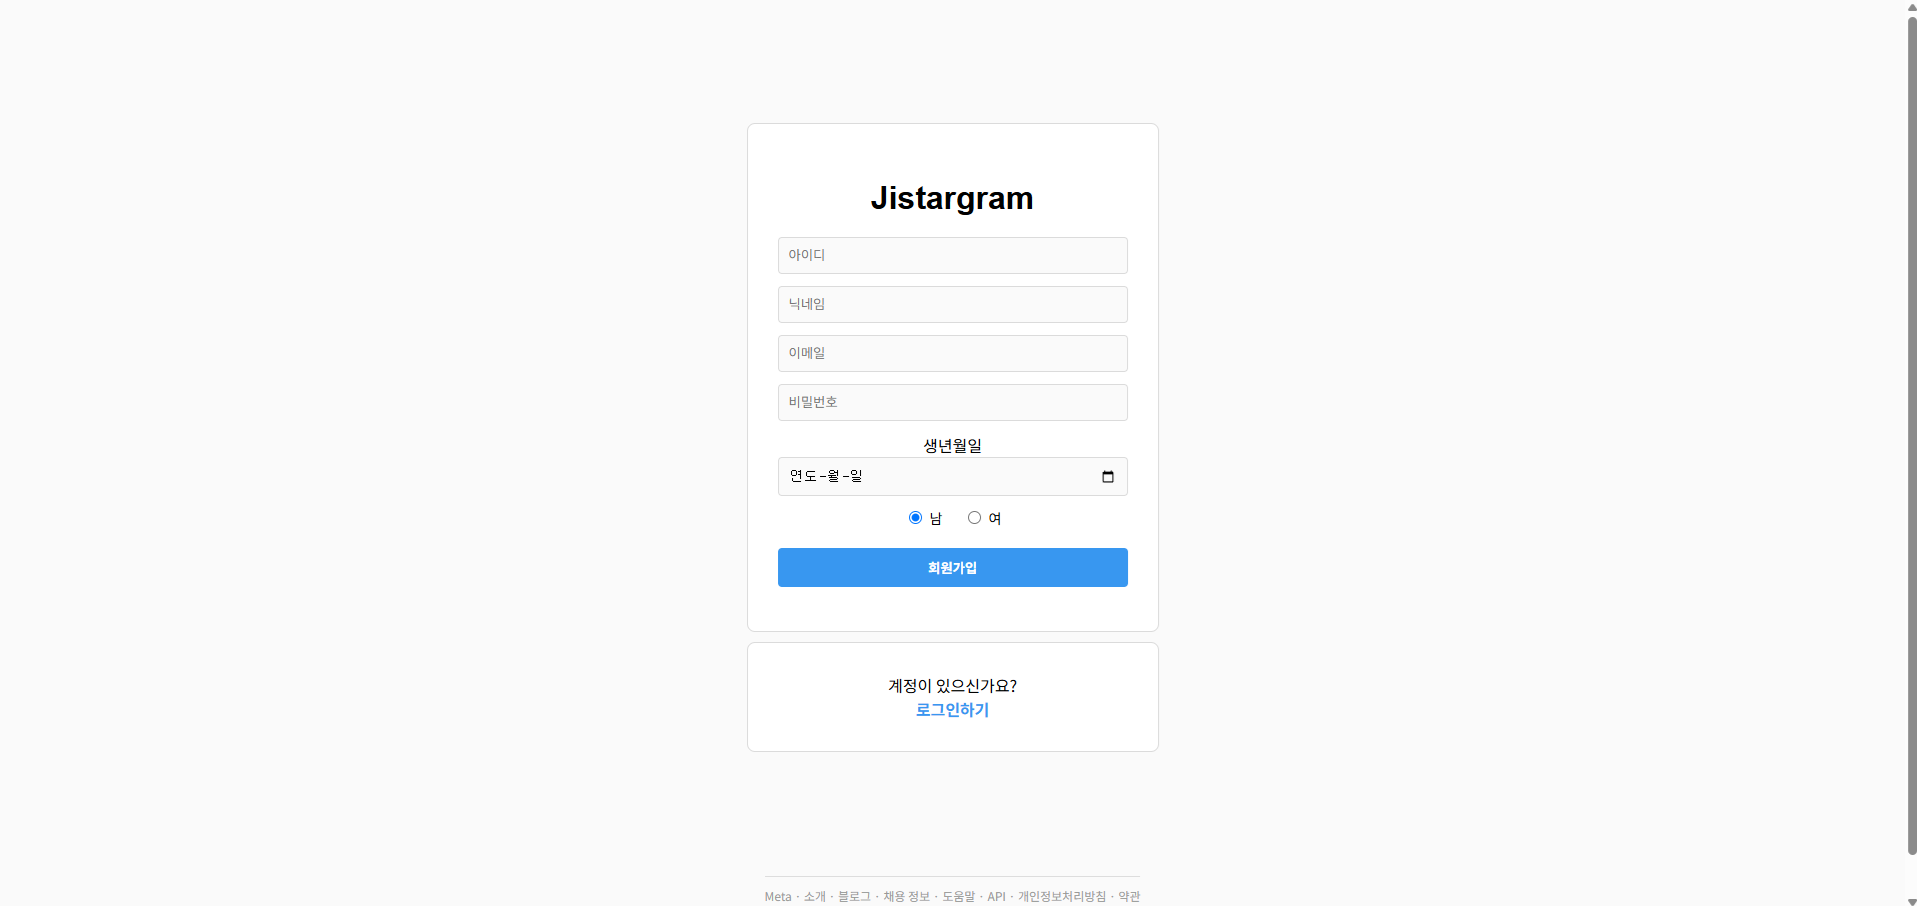 Jistargram
아이디
닉네임
이메일
비밀번호
생년월일
연도-월-일
남 여
회원가입
계정이 있으신가요?
로그인하기
Meta · 소개 · 블로그 · 채용 정보 · 도움말 · API · 개인정보처리방침 · 약관